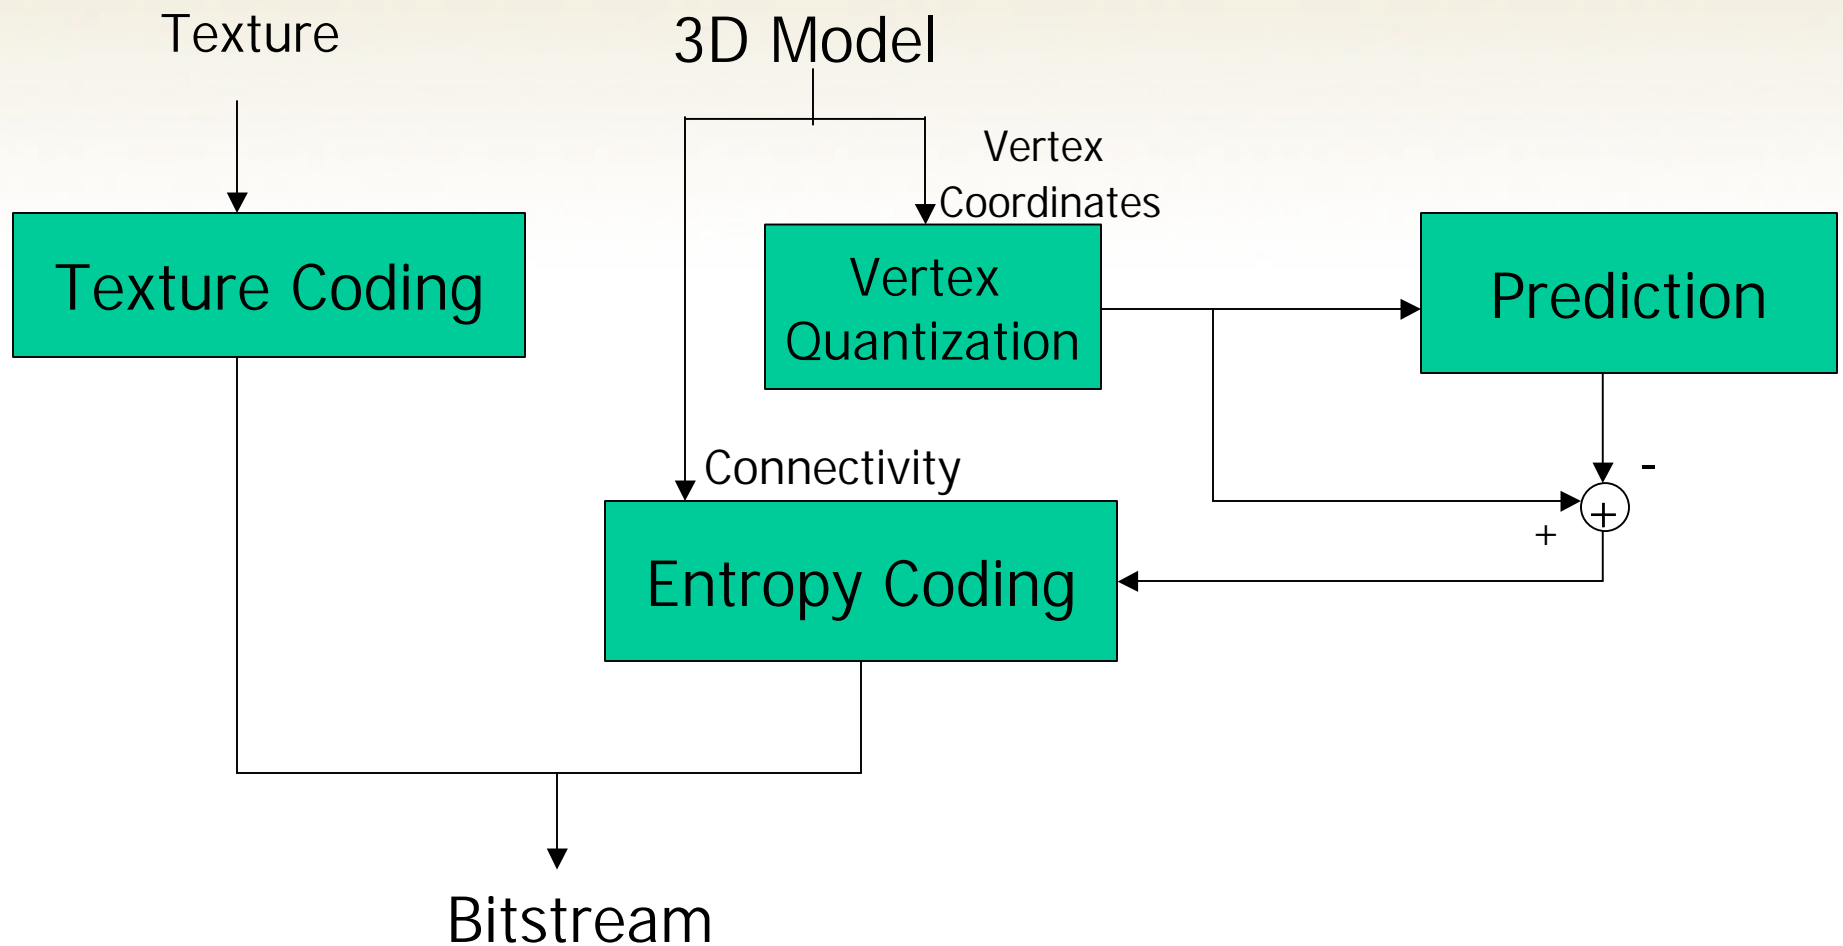 Texture
3D Model
Vertex
Coordinates
Texture Coding
Vertex
Quantization
Prediction
Connectivity
-
+
+
Entropy Coding
Bitstream